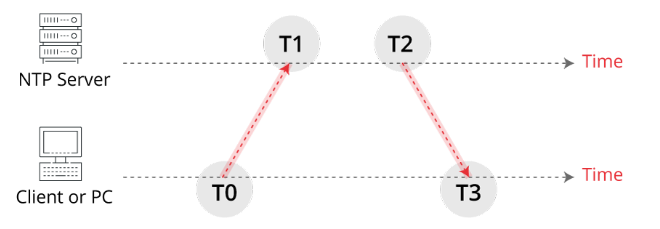 T1
T2
Time
NTP Server
Time
Client or PC
T0
T3